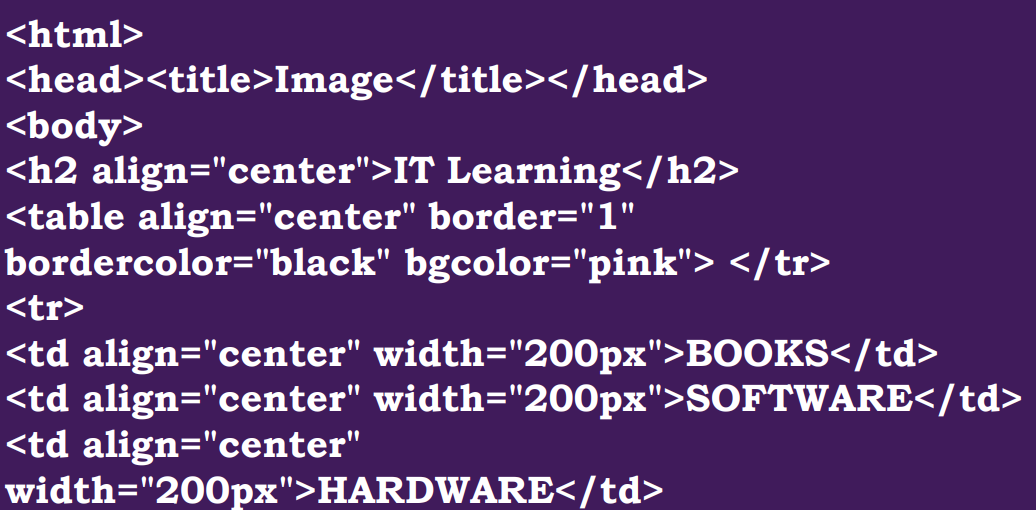 <html>
<head><title>Image</title></head>
<body>
<h2 align="center">IT Learning</h2>
<table align="center" border="1"
bordercolor="black" bgcolor="pink"> </tr>
<tr>
<td align="center" width="200px">BOOKS</td>
<td align="center" width="200px">SOFTWARE</td>
<td align="center"
width="200px">HARDWARE</td>